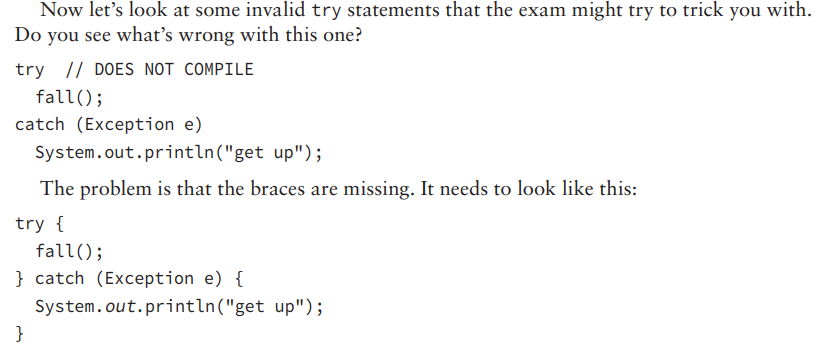 Now let's look at some invalid try statements that the exam might try to trick you with.
Do you see what's wrong with this one?
try  // DOES NOT COMPILE
  fall();
catch (Exception e)
  System.out.println("get up");
The problem is that the braces are missing. It needs to look like this:
try {
  fall();
} catch (Exception e) {
  System.out.println("get up");
}